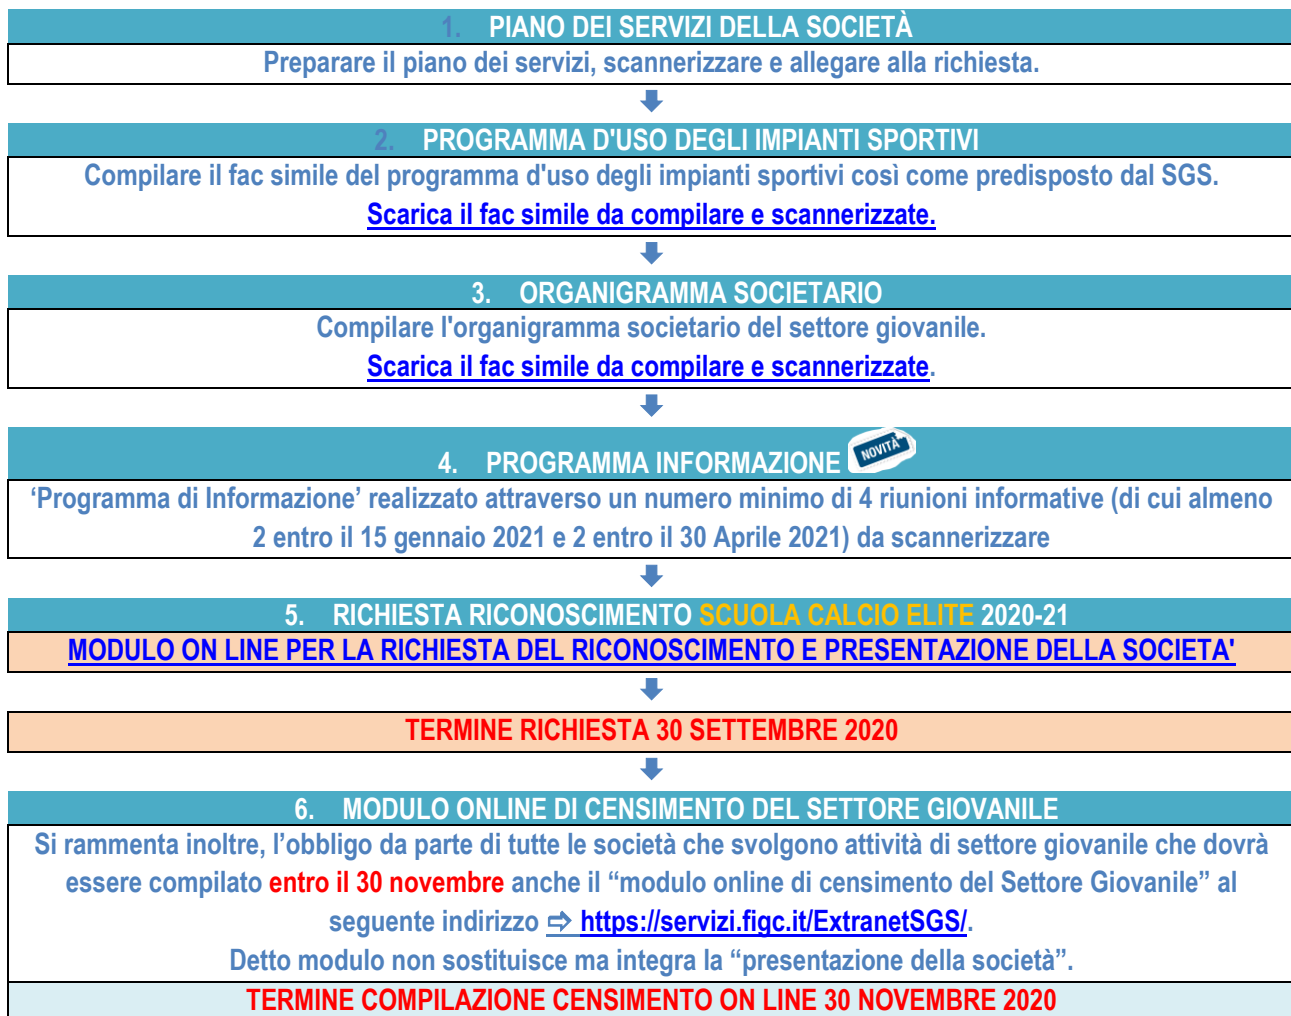 1. PIANO DEI SERVIZI DELLA SOCIETÀ
Preparare il piano dei servizi, scannerizzare e allegare alla richiesta.
2. PROGRAMMA D'USO DEGLI IMPIANTI SPORTIVI
Compilare il fac simile del programma d'uso degli impianti sportivi così come predisposto dal SGS.
Scarica il fac simile da compilare e scannerizzate.
3. ORGANIGRAMMA SOCIETARIO
Compilare l'organigramma societario del settore giovanile.
Scarica il fac simile da compilare e scannerizzate.
4. PROGRAMMA INFORMAZIONE NOVITÀ
‘Programma di Informazione’ realizzato attraverso un numero minimo di 4 riunioni informative (di cui almeno
2 entro il 15 gennaio 2021 e 2 entro il 30 Aprile 2021) da scannerizzare
5. RICHIESTA RICONOSCIMENTO SCUOLA CALCIO ELITE 2020-21
MODULO ON LINE PER LA RICHIESTA DEL RICONOSCIMENTO E PRESENTAZIONE DELLA SOCIETA'
TERMINE RICHIESTA 30 SETTEMBRE 2020
6. MODULO ONLINE DI CENSIMENTO DEL SETTORE GIOVANILE
Si rammenta inoltre, l’obbligo da parte di tutte le società che svolgono attività di settore giovanile che dovrà
essere compilato entro il 30 novembre anche il “modulo online di censimento del Settore Giovanile” al
seguente indirizzo ⇨ https://servizi.figc.it/ExtranetSGS/.
Detto modulo non sostituisce ma integra la “presentazione della società”.
TERMINE COMPILAZIONE CENSIMENTO ON LINE 30 NOVEMBRE 2020